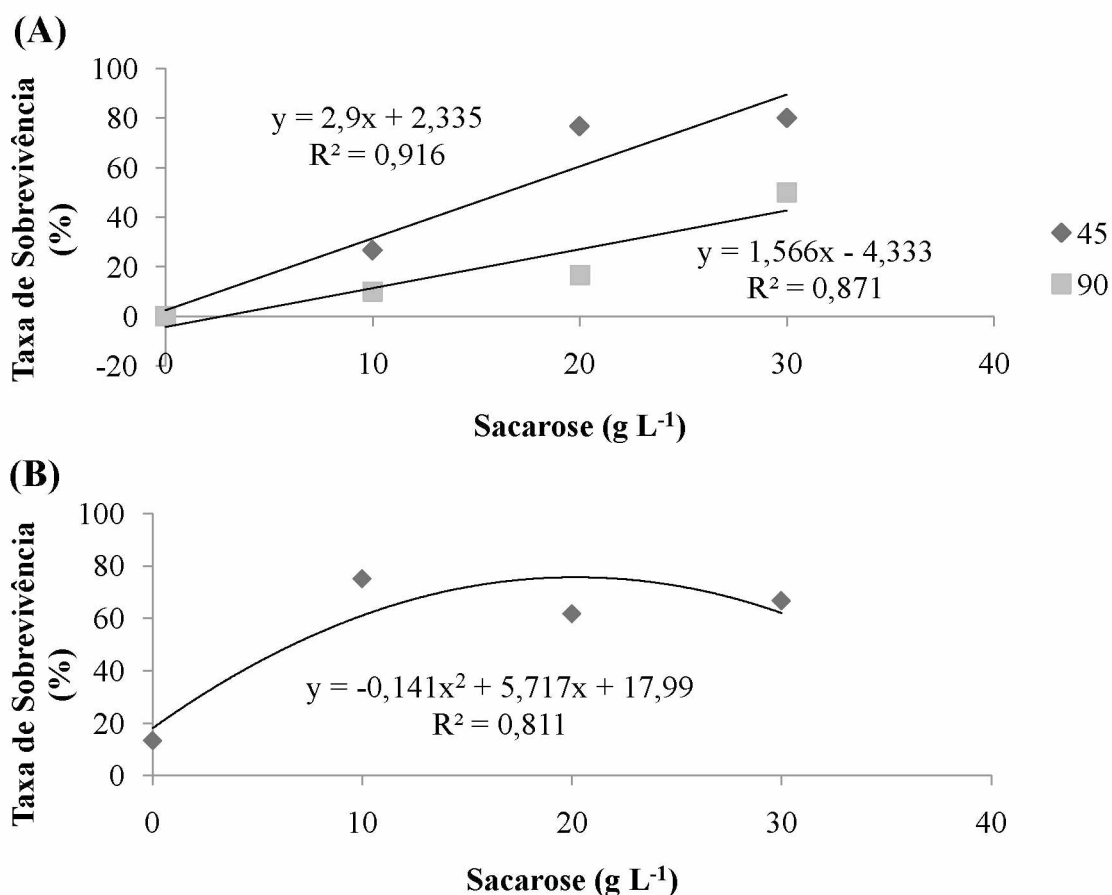 (A)
Taxa de Sobrevivência
(%)
100
80
60
40
20
0
-20
y = 2,9x + 2,335
R² = 0,916
y = 1,566x - 4,333
R² = 0,871
45
90
0 10 20 30 40
Sacarose (g L⁻¹)
(B)
Taxa de Sobrevivência
(%)
100
80
60
40
20
0
y = -0,141x² + 5,717x + 17,99
R² = 0,811
0 10 20 30 40
Sacarose (g L⁻¹)